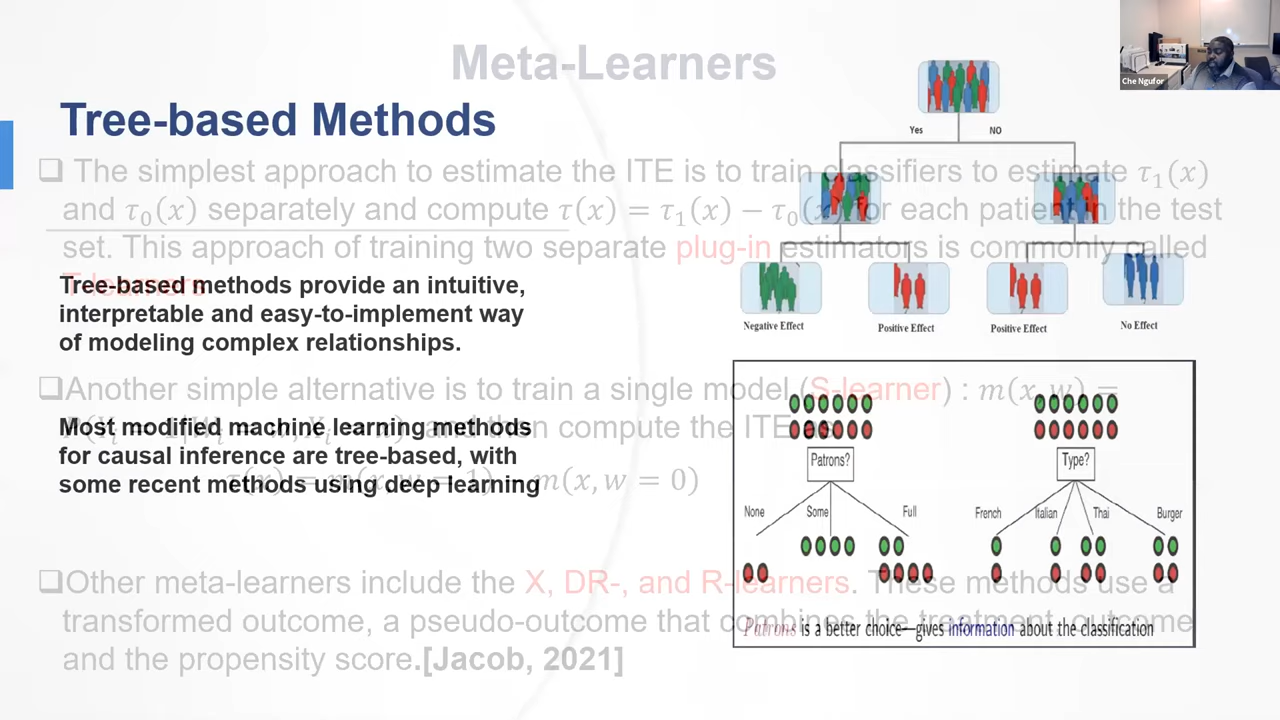 Meta-Learners
Che Ngufor
Tree-based Methods
Yes
NO
❑ The simplest approach to estimate the ITE is to train classifiers to estimate τ₁(x)
and τ₀(x) separately and compute τ(x) = τ₁(x) − τ₀(x) for each patient in the test
set. This approach of training two separate plug-in estimators is commonly called
T-learners
Tree-based methods provide an intuitive,
interpretable and easy-to-implement way
of modeling complex relationships.
Negative Effect
Positive Effect
Positive Effect
No Effect
❑Another simple alternative is to train a single model (S-learner) : m(x,w) =
and then compute the ITE as
τ(x) = m(x,w = 1) − m(x, w = 0)
Most modified machine learning methods
for causal inference are tree-based, with
some recent methods using deep learning
Patrons?
Type?
None
Some
Full
French
Italian
Thai
Burger
❑Other meta-learners include the X, DR-, and R-learners. These methods use a
transformed outcome, a pseudo-outcome that combines the treatment, outcome
and the propensity score.[Jacob, 2021]
Patrons is a better choice—gives information about the classification